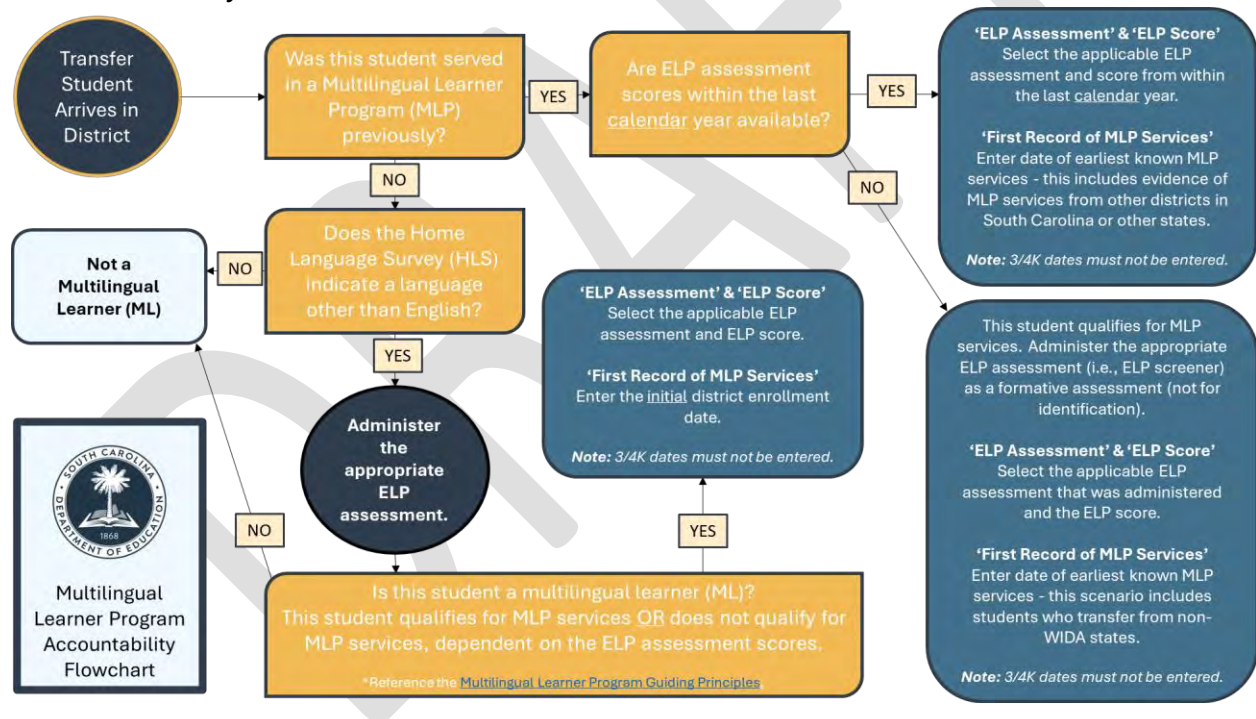 Transfer
Student
Arrives in
District
Was this student served
in a Multilingual Learner
Program (MLP)
previously?
YES
Are ELP assessment
scores within the last
calendar year available?
YES
'ELP Assessment' & 'ELP Score'
Select the applicable ELP
assessment and score from within
the last calendar year.
'First Record of MLP Services'
Enter date of earliest known MLP
services - this includes evidence of
MLP services from other districts in
South Carolina or other states.
Note: 3/4K dates must not be entered.
NO
NO
Does the Home
Language Survey (HLS)
indicate a language
other than English?
NO
Not a
Multilingual
Learner (ML)
YES
Administer
the
appropriate
ELP
assessment.
'ELP Assessment' & 'ELP Score'
Select the applicable ELP
assessment and ELP score.
'First Record of MLP Services'
Enter the initial district enrollment
date.
Note: 3/4K dates must not be entered.
This student qualifies for MLP
services. Administer the appropriate
ELP assessment (i.e., ELP screener)
as a formative assessment (not for
identification).
'ELP Assessment' & 'ELP Score'
Select the applicable ELP
assessment that was administered
and the ELP score.
'First Record of MLP Services'
Enter date of earliest known MLP
services - this scenario includes
students who transfer from non-
WIDA states.
Note: 3/4K dates must not be entered.
NO
YES
Is this student a multilingual learner (ML)?
This student qualifies for MLP services OR does not qualify for
MLP services, dependent on the ELP assessment scores.
*Reference the Multilingual Learner Program Guiding Principles.
SOUTH CAROLINA
DEPARTMENT OF EDUCATION
1868
Multilingual
Learner Program
Accountability
Flowchart